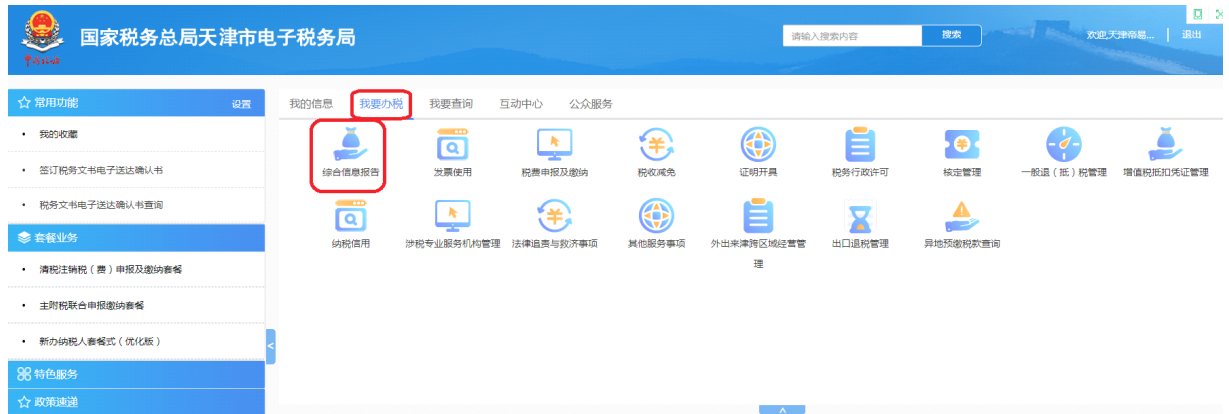 国家税务总局天津市电子税务局
请输入搜索内容
搜索
欢迎,天津帝易...
退出
常用功能
设置
我的收藏
签订税务文书电子送达确认书
税务文书电子送达确认书查询
套餐业务
清税注销税（费）申报及缴纳套餐
主附税联合申报缴纳套餐
新办纳税人套餐式（优化版）
特色服务
政策速递
我的信息
我要办税
我要查询
互动中心
公众服务
综合信息报告
发票使用
税费申报及缴纳
税收减免
证明开具
税务行政许可
核定管理
一般退（抵）税管理
增值税抵扣凭证管理
纳税信用
涉税专业服务机构管理
法律追责与救济事项
其他服务事项
外出来津跨区域经营管
理
出口退税管理
异地预缴税款查询